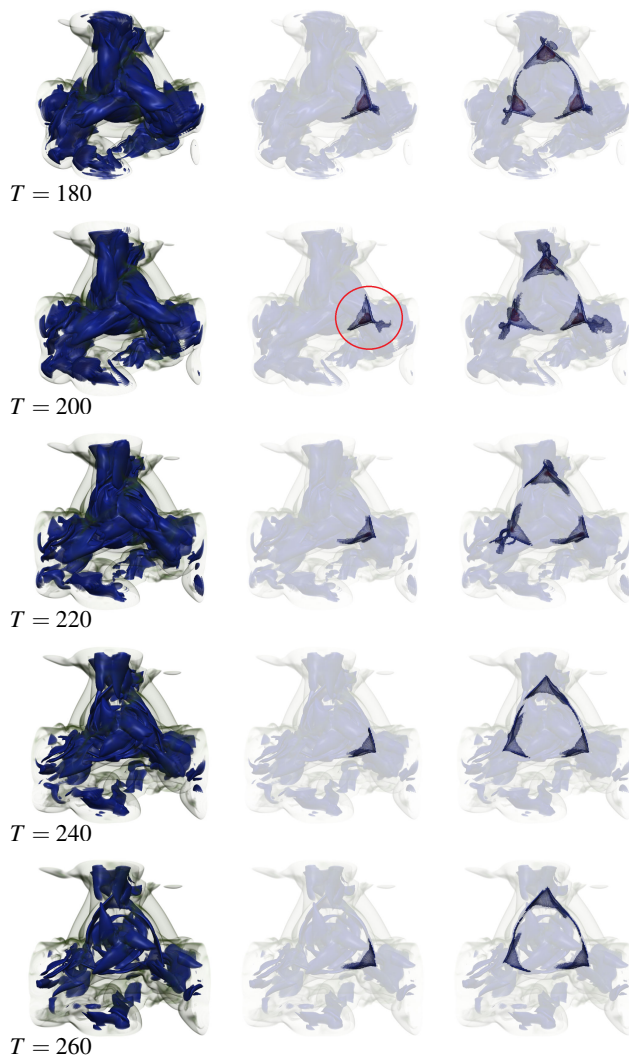 T = 180
T = 200
T = 220
T = 240
T = 260